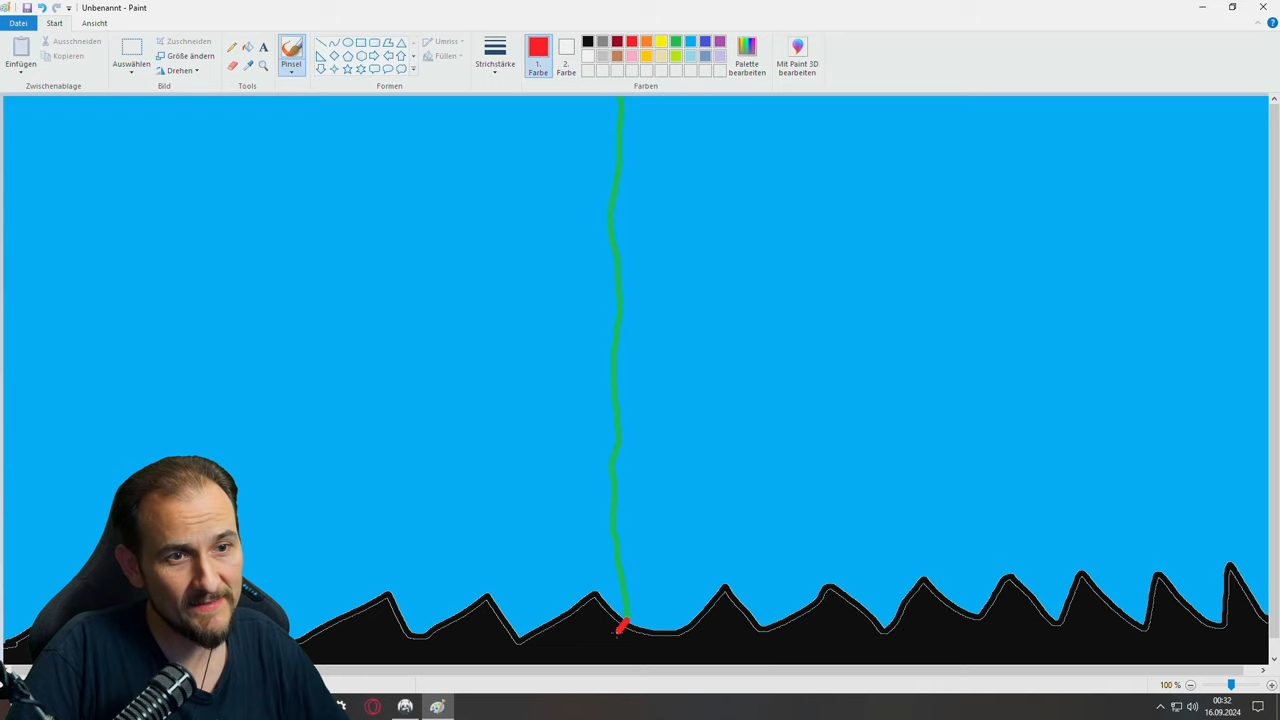 Unbenannt - Paint
Datei Start Ansicht
Einfügen
Ausschneiden
Kopieren
Zwischenablage
Auswählen
Zuschneiden
Größe ändern
Drehen
Bild
A
Tools
Pinsel
Formen
Umriss
Füllen
Strichstärke
1.
Farbe
2.
Farbe
Farben
Palette
bearbeiten
Mit Paint 3D
bearbeiten
100 %
00:32
16.09.2024